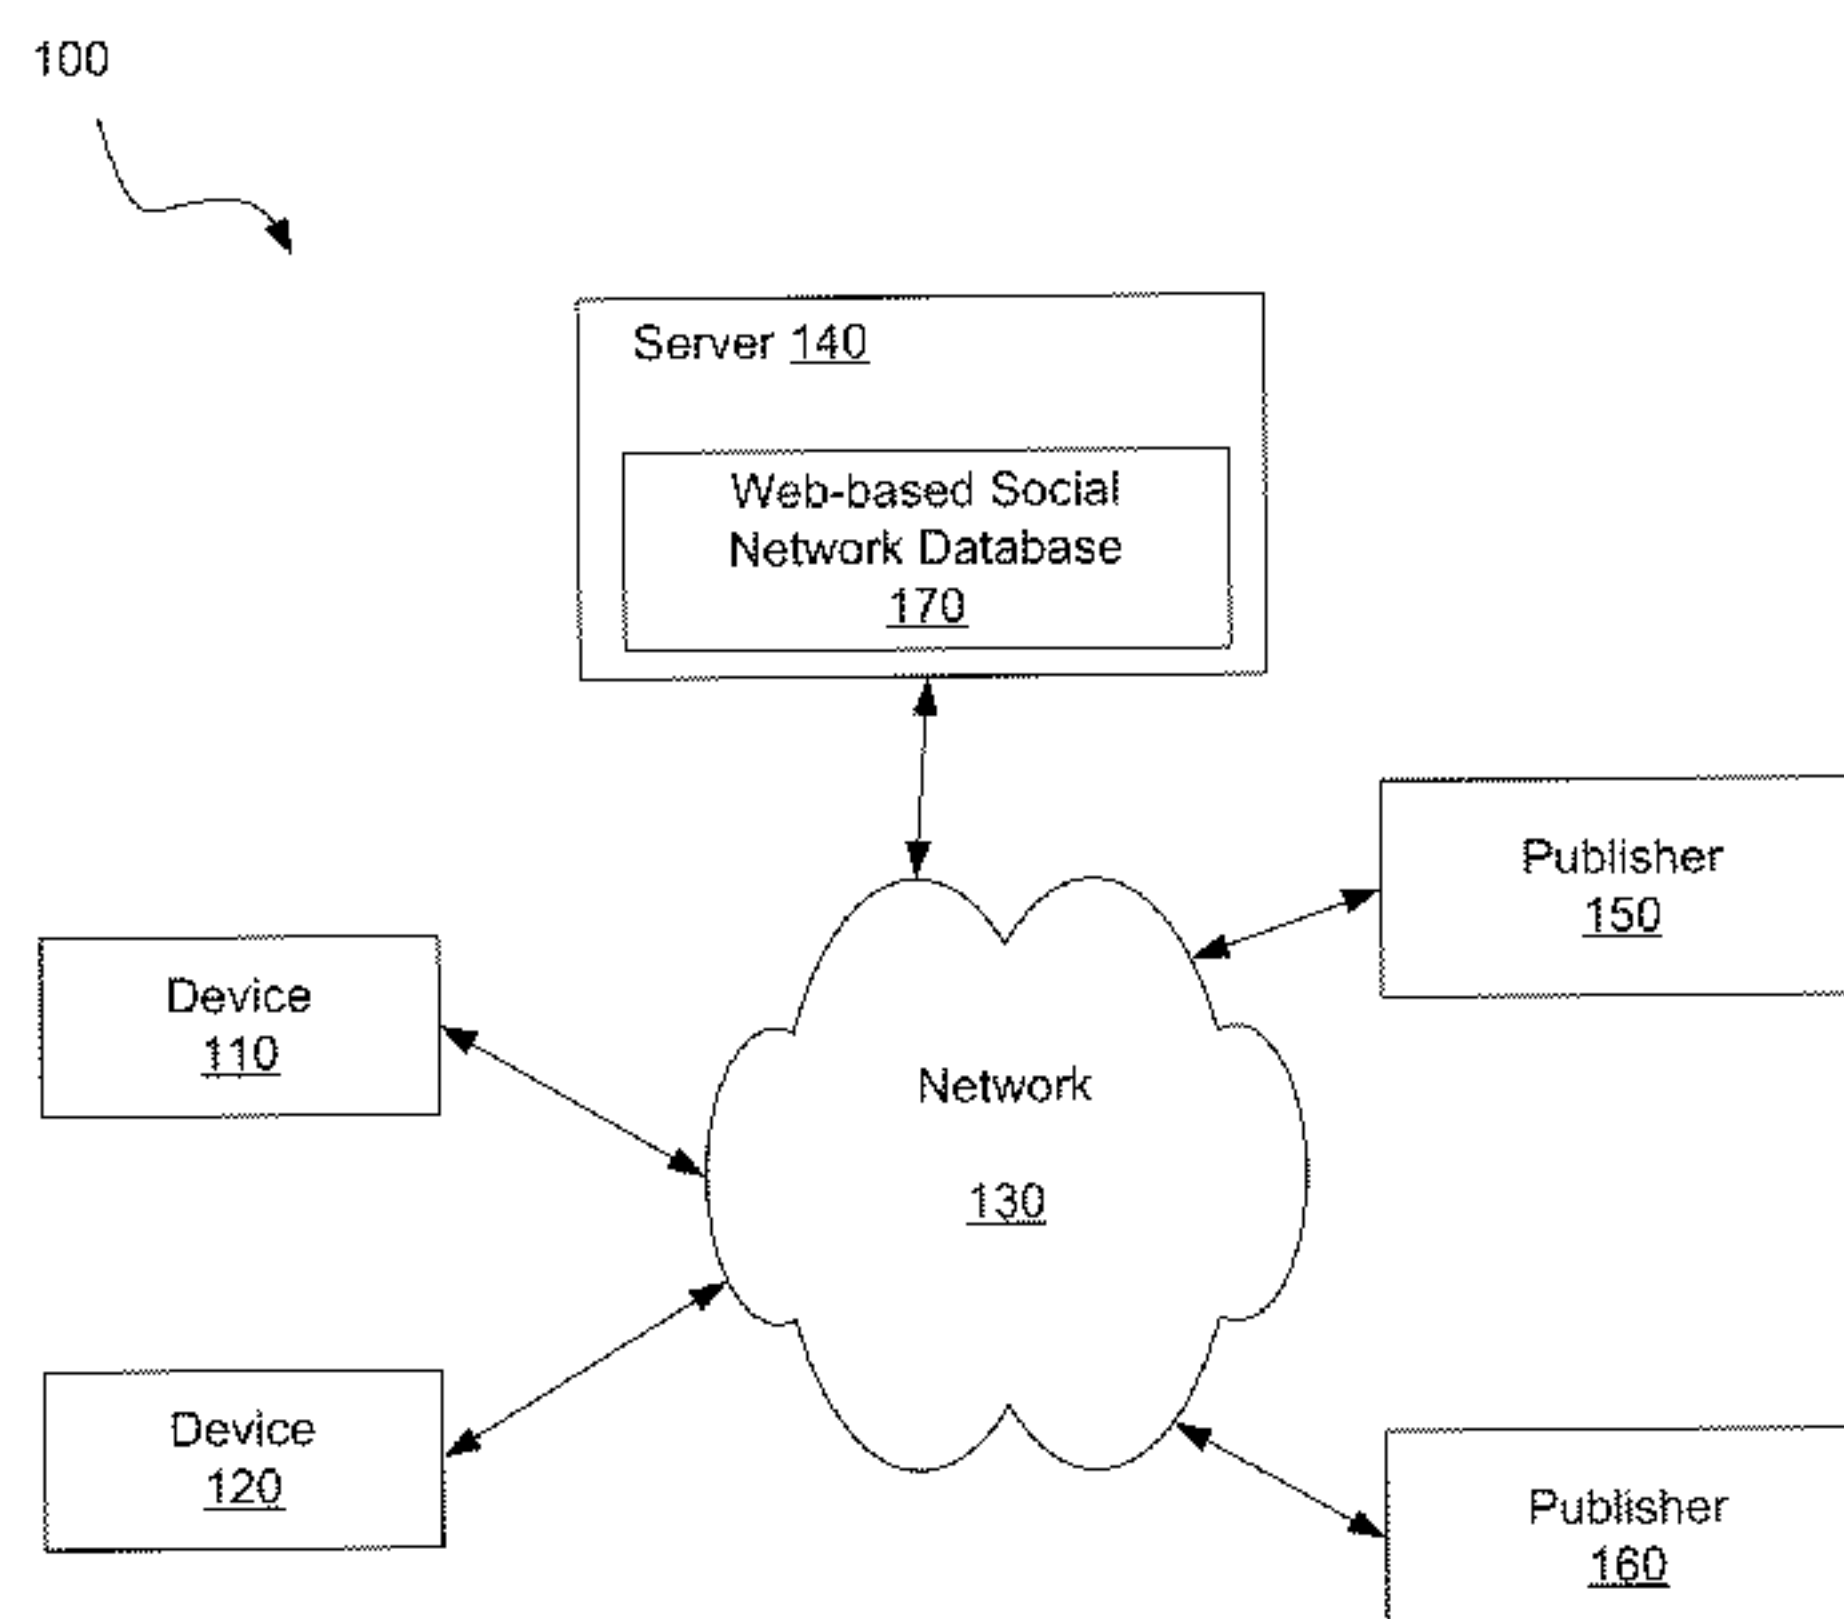 100
Server 140
Web-based Social
Network Database
170
Publisher
150
Device
110
Network
130
Device
120
Publisher
160